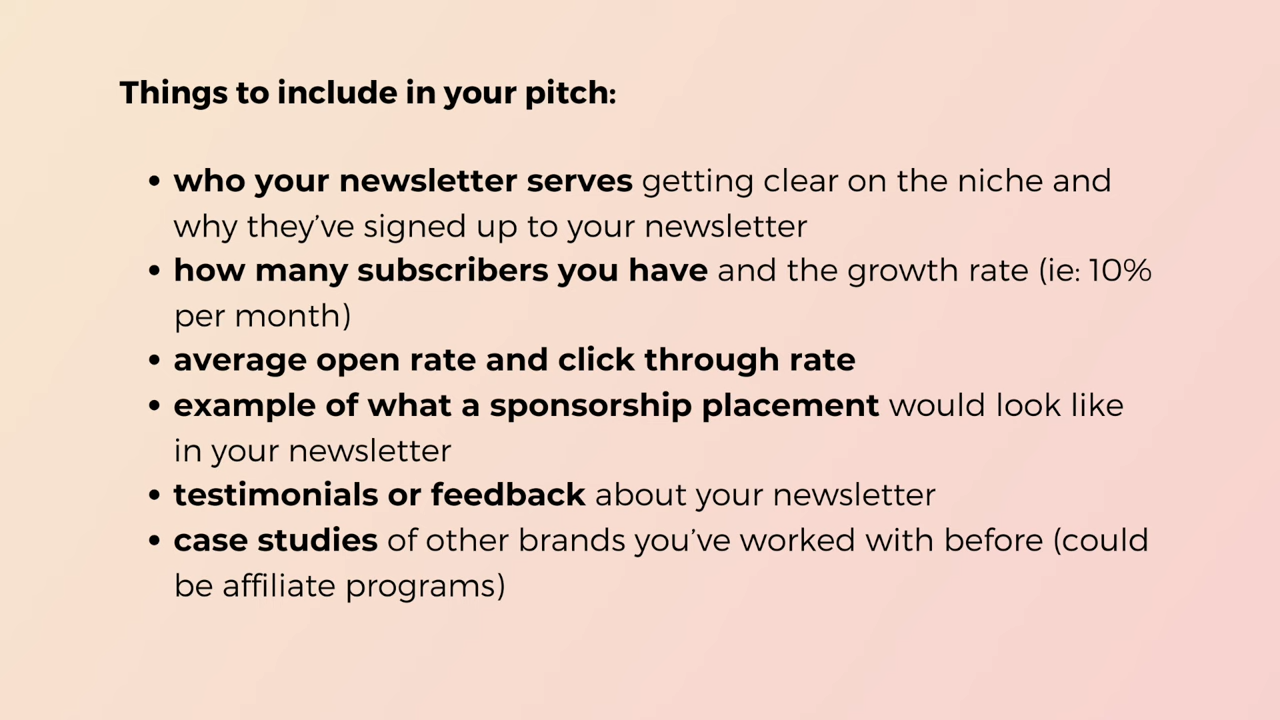 Things to include in your pitch:
• who your newsletter serves getting clear on the niche and
why they’ve signed up to your newsletter
• how many subscribers you have and the growth rate (ie: 10%
per month)
• average open rate and click through rate
• example of what a sponsorship placement would look like
in your newsletter
• testimonials or feedback about your newsletter
• case studies of other brands you’ve worked with before (could
be affiliate programs)